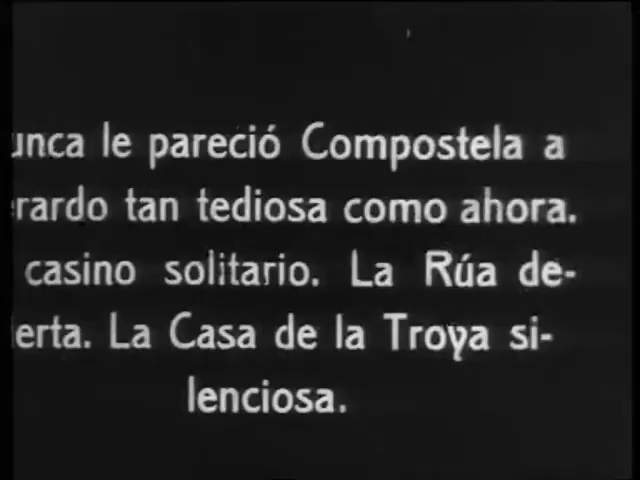 unca le pareció Compostela a
rardo tan tediosa como ahora.
casino solitario. La Rúa de-
ierta. La Casa de la Troya si-
lenciosa.